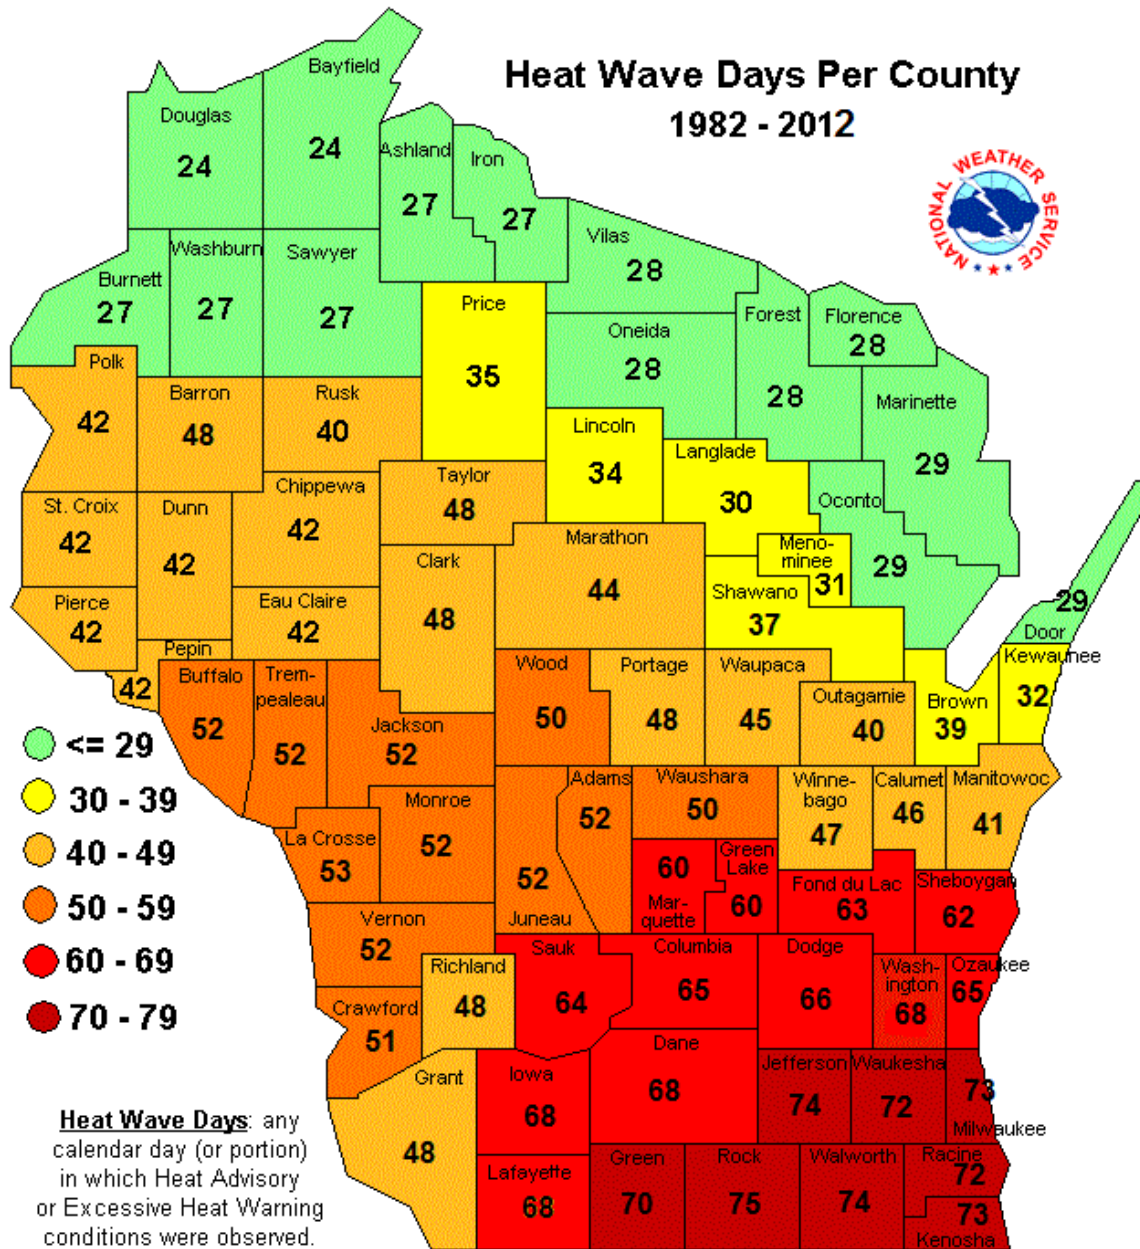 Heat Wave Days Per County
1982 - 2012
NATIONAL WEATHER SERVICE
Bayfield
24
Douglas
24
Ashland
27
Iron
27
Vilas
28
Washburn
27
Sawyer
27
Burnett
27
Price
35
Oneida
28
Forest
28
Florence
28
Polk
42
Barron
48
Rusk
40
Marinette
29
Lincoln
34
Langlade
30
Taylor
48
Chippewa
42
St. Croix
42
Dunn
42
Oconto
29
Marathon
44
Clark
48
Meno-
minee
31
Shawano
37
Pierce
42
Eau Claire
42
29
Door
Pepin
42
Buffalo
52
Trem-
pealeau
52
Jackson
52
Wood
50
Portage
48
Waupaca
45
Outagamie
40
Brown
39
Kewaunee
32
<= 29
30 - 39
40 - 49
50 - 59
60 - 69
70 - 79
Monroe
52
Adams
52
Waushara
50
Winne-
bago
47
Calumet
46
Manitowoc
41
La Crosse
53
52
Juneau
60
Mar-
quette
Green
Lake
60
Fond du Lac
63
Sheboygan
62
Vernon
52
Richland
48
Sauk
64
Columbia
65
Dodge
66
Wash-
ington
68
Ozaukee
65
Crawford
51
Grant
48
Iowa
68
Dane
68
Jefferson
74
Waukesha
72
73
Milwaukee
Lafayette
68
Green
70
Rock
75
Walworth
74
Racine
72
73
Kenosha
Heat Wave Days: any
calendar day (or portion)
in which Heat Advisory
or Excessive Heat Warning
conditions were observed.